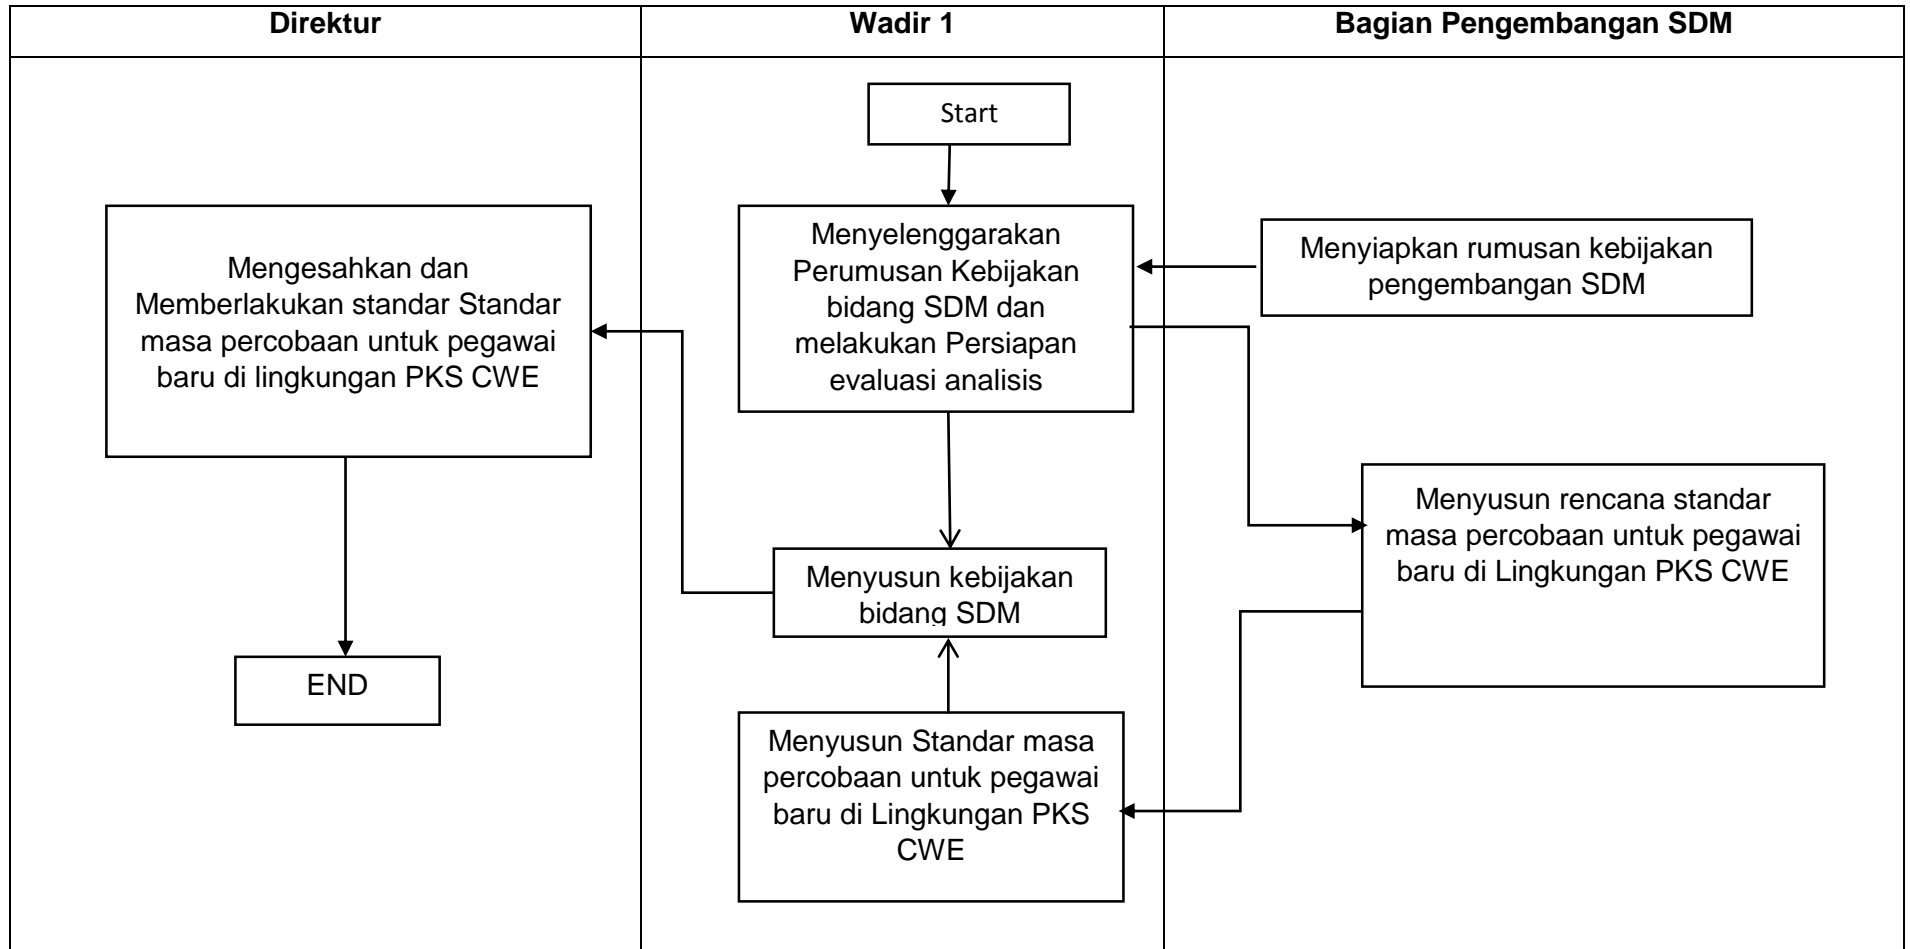 Direktur
Wadir 1
Bagian Pengembangan SDM
Start
Mengesahkan dan
Memberlakukan standar Standar
masa percobaan untuk pegawai
baru di lingkungan PKS CWE
END
Menyelenggarakan
Perumusan Kebijakan
bidang SDM dan
melakukan Persiapan
evaluasi analisis
Menyusun kebijakan
bidang SDM
Menyusun Standar masa
percobaan untuk pegawai
baru di Lingkungan PKS
CWE
Menyiapkan rumusan kebijakan
pengembangan SDM
Menyusun rencana standar
masa percobaan untuk pegawai
baru di Lingkungan PKS CWE